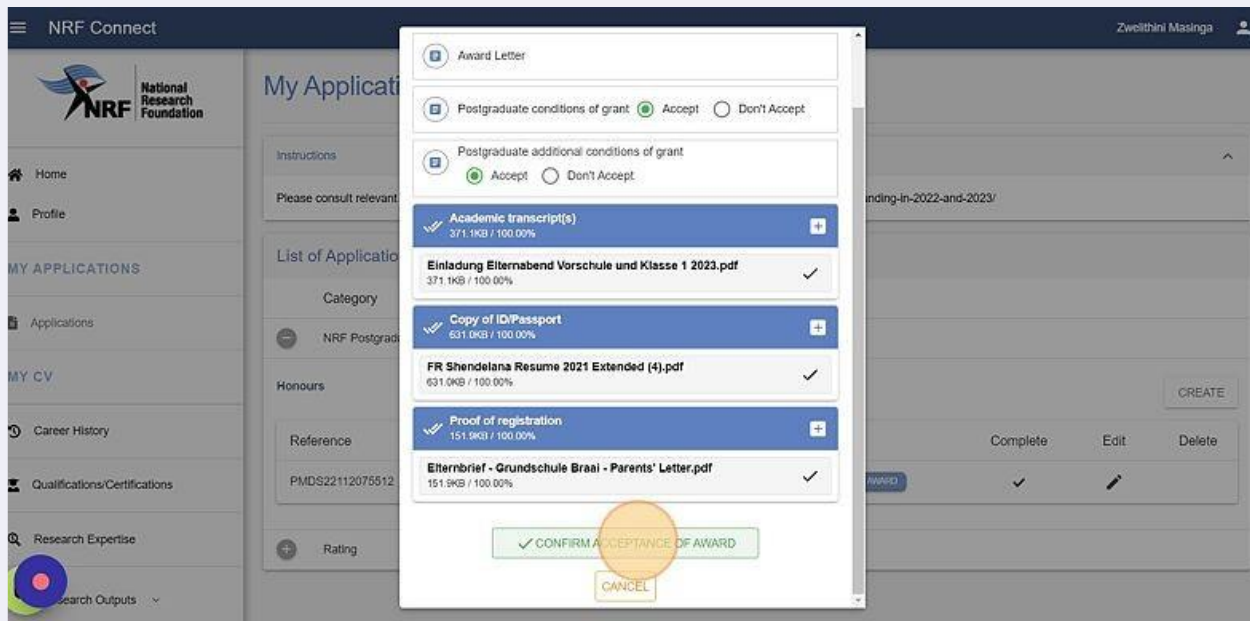 NRF Connect
Zwelithini Masinga
NRF
National
Research
Foundation
Home
Profile
MY APPLICATIONS
Applications
MY CV
Career History
Qualifications/Certifications
Research Expertise
search Outputs
My Applicati
Instructions
Please consult relevant
nding-in-2022-and-2023/
List of Applicatio
Category
NRF Postgrad
Honours
CREATE
Reference
Complete
Edit
Delete
PMDS22112075512
AWARD
Rating
Award Letter
Postgraduate conditions of grant Accept Don't Accept
Postgraduate additional conditions of grant
Accept Don't Accept
Academic transcript(s)
371.1KB / 100.00%
Einladung Elternabend Vorschule und Klasse 1 2023.pdf
371.1KB / 100.00%
Copy of ID/Passport
631.0KB / 100.00%
FR Shendelana Resume 2021 Extended (4).pdf
631.0KB / 100.00%
Proof of registration
151.9KB / 100.00%
Elternbrief - Grundschule Braai - Parents' Letter.pdf
151.9KB / 100.00%
CONFIRM ACCEPTANCE OF AWARD
CANCEL